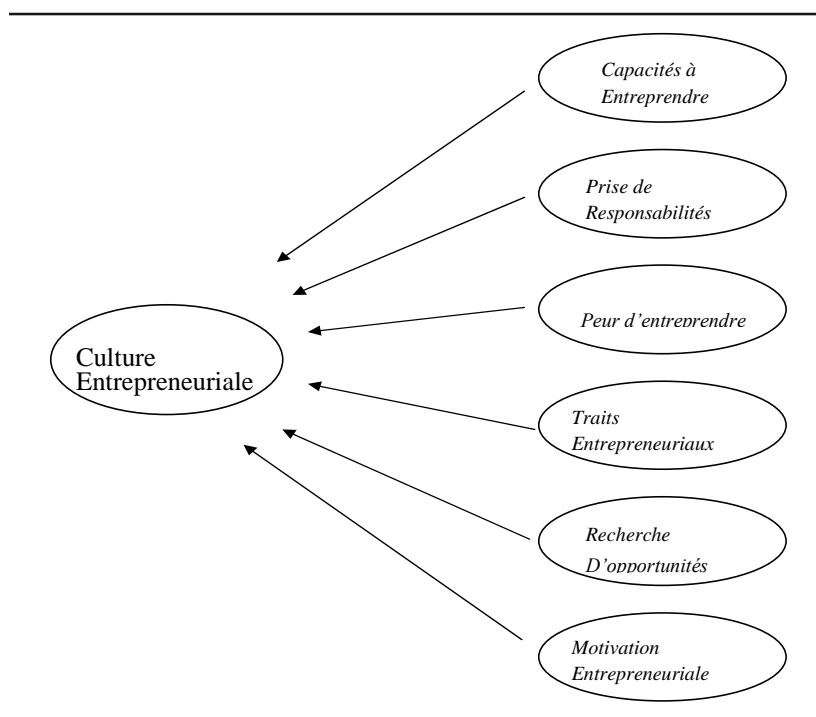 Capacités à
Entreprendre
Prise de
Responsabilités
Peur d'entreprendre
Culture
Entrepreneuriale
Traits
Entrepreneuriaux
Recherche
D'opportunités
Motivation
Entrepreneuriale